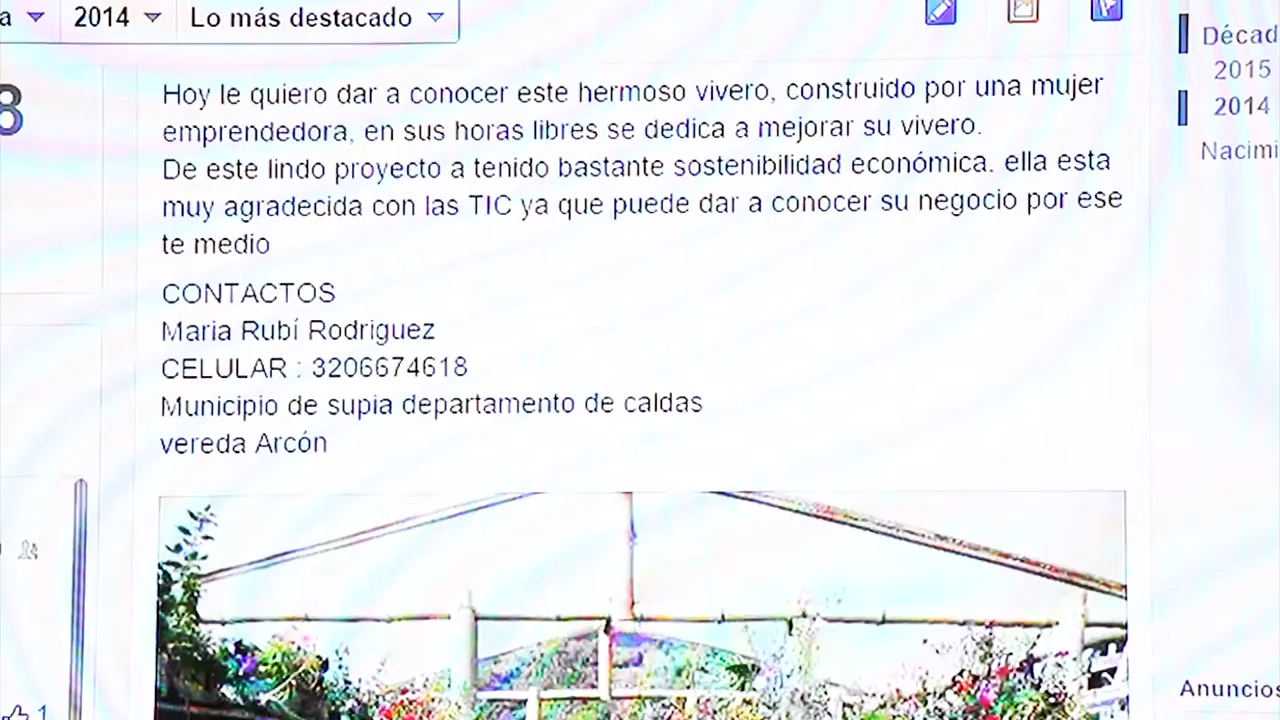 2014 Lo más destacado
Hoy le quiero dar a conocer este hermoso vivero, construido por una mujer
emprendedora, en sus horas libres se dedica a mejorar su vivero.
De este lindo proyecto a tenido bastante sostenibilidad económica. ella esta
muy agradecida con las TIC ya que puede dar a conocer su negocio por ese
te medio
CONTACTOS
Maria Rubí Rodriguez
CELULAR : 3206674618
Municipio de supia departamento de caldas
vereda Arcón
8
1
2015
2014
Anuncios